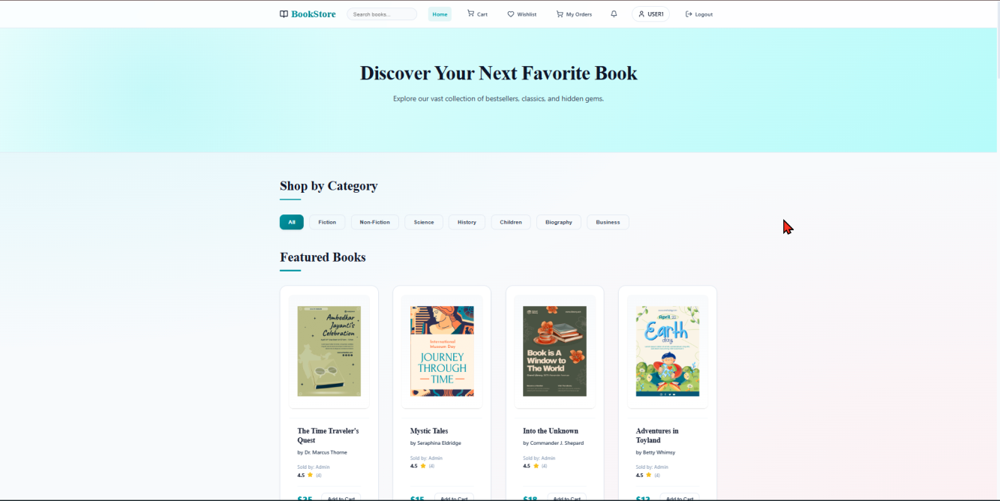 BookStore
Search books...
Home
Cart
Wishlist
My Orders
USER1
Logout
Discover Your Next Favorite Book
Explore our vast collection of bestsellers, classics, and hidden gems.
Shop by Category
All
Fiction
Non-Fiction
Science
History
Children
Biography
Business
Featured Books
Ambedkar
Jayanti's
Celebration
The Time Traveler's
Quest
by Dr. Marcus Thorne
Sold by: Admin
4.5 (4)
$25
Add to Cart
International
Museum Day
JOURNEY
THROUGH
TIME
Mystic Tales
by Seraphina Eldridge
Sold by: Admin
4.5 (4)
$15
Add to Cart
Book is A
Window to
The World
Into the Unknown
by Commander J. Shepard
Sold by: Admin
4.5 (4)
$18
Add to Cart
April 22
Earth
day
Adventures in
Toyland
by Betty Whimsy
Sold by: Admin
4.5 (4)
$12
Add to Cart